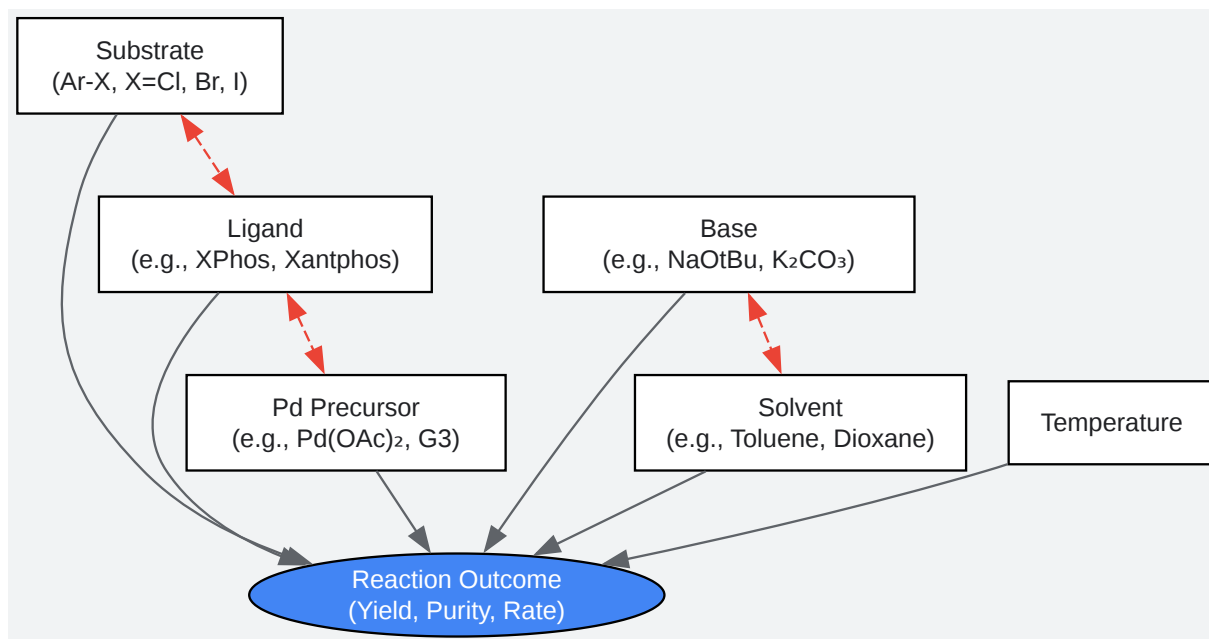 Substrate
(Ar-X, X=Cl, Br, I)
Ligand
(e.g., XPhos, Xantphos)
Base
(e.g., NaOtBu, K₂CO₃)
Pd Precursor
(e.g., Pd(OAc)₂, G3)
Solvent
(e.g., Toluene, Dioxane)
Temperature
Reaction Outcome
(Yield, Purity, Rate)